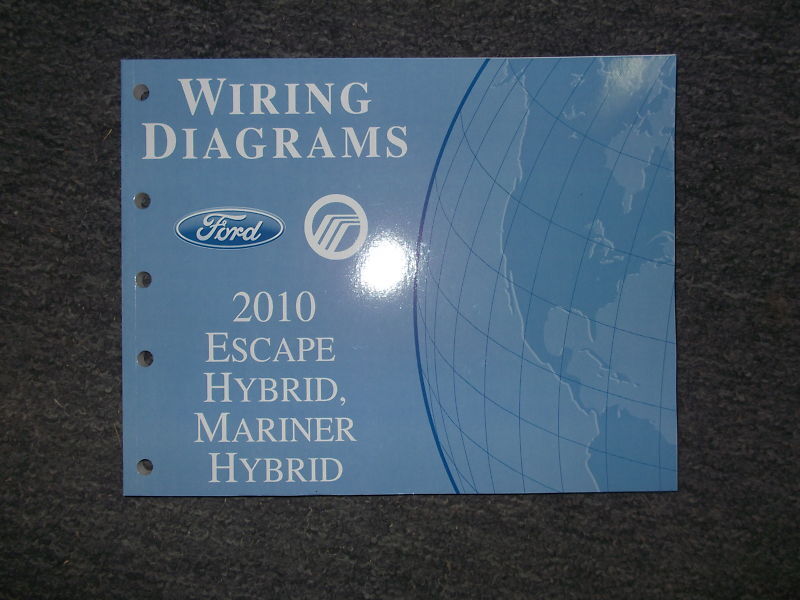 WIRING
DIAGRAMS
Ford
2010
ESCAPE
HYBRID,
MARINER
HYBRID